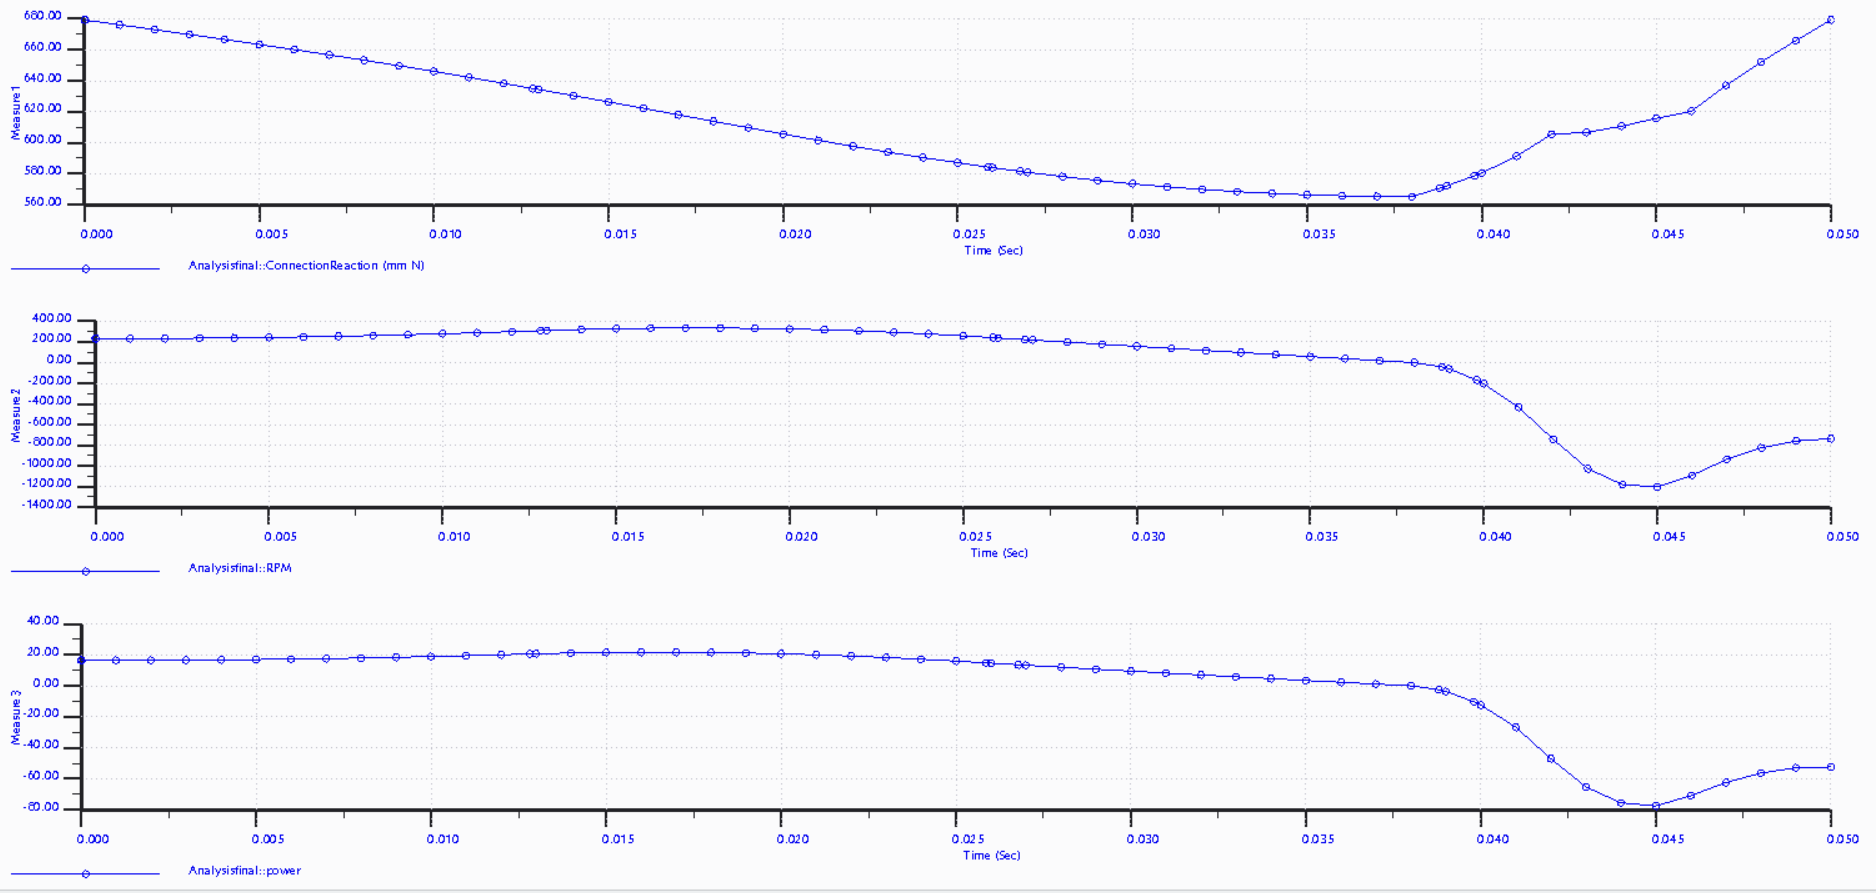 680.00
660.00
640.00
620.00
600.00
580.00
560.00
Measure1
0.000 0.005 0.010 0.015 0.020 0.025 0.030 0.035 0.040 0.045 0.050
Time (Sec)
Analysisfinal::ConnectionReaction (mm N)
400.00
200.00
0.00
-200.00
-400.00
-600.00
-800.00
-1000.00
-1200.00
-1400.00
Measure2
0.000 0.005 0.010 0.015 0.020 0.025 0.030 0.035 0.040 0.045 0.050
Time (Sec)
Analysisfinal::RPM
40.00
20.00
0.00
-20.00
-40.00
-60.00
-80.00
Measure3
0.000 0.005 0.010 0.015 0.020 0.025 0.030 0.035 0.040 0.045 0.050
Time (Sec)
Analysisfinal::power